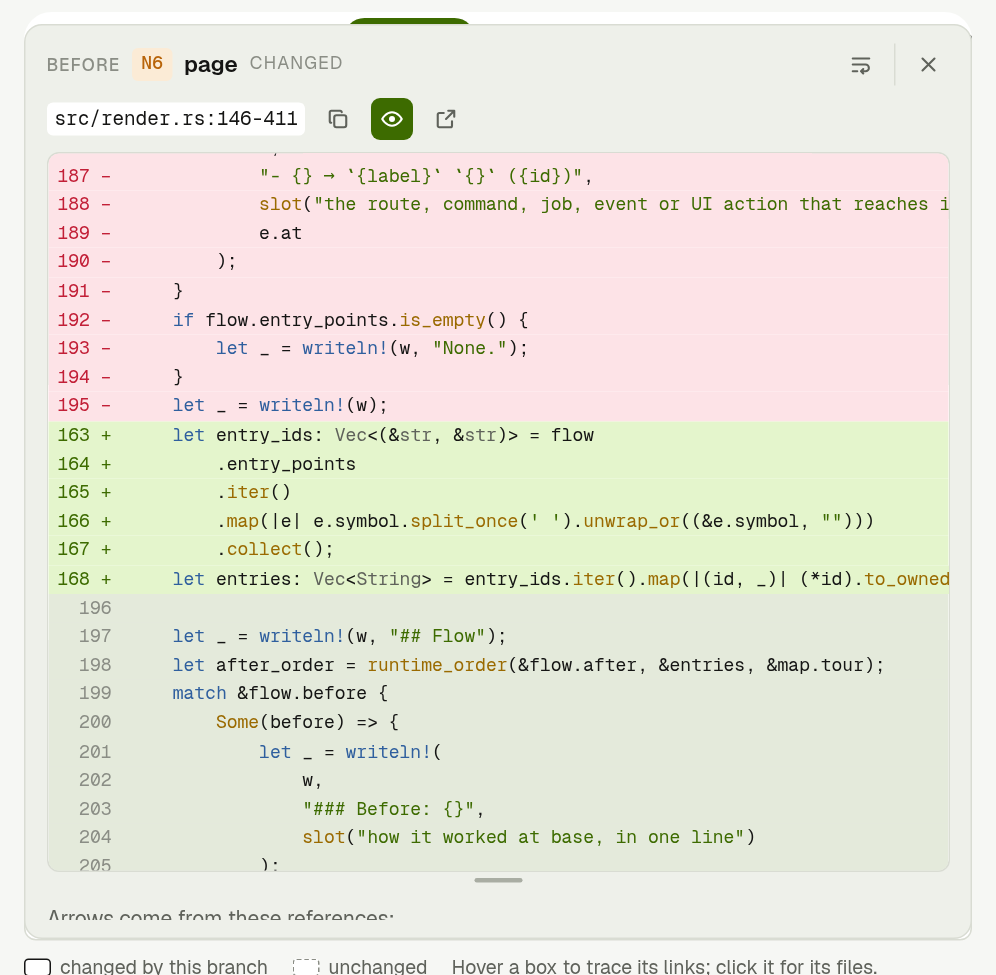 BEFORE N6 page CHANGED
src/render.rs:146-411
187 –             "- {} → `{label}` `{}` ({id})",
188 –             slot("the route, command, job, event or UI action that reaches i
189 –             e.at
190 –         );
191 –     }
192 –     if flow.entry_points.is_empty() {
193 –         let _ = writeln!(w, "None.");
194 –     }
195 –     let _ = writeln!(w);
163 +     let entry_ids: Vec<(&str, &str)> = flow
164 +         .entry_points
165 +         .iter()
166 +         .map(|e| e.symbol.split_once(' ').unwrap_or((&e.symbol, "")))
167 +         .collect();
168 +     let entries: Vec<String> = entry_ids.iter().map(|(id, _)| (*id).to_owned
196
197     let _ = writeln!(w, "## Flow");
198     let after_order = runtime_order(&flow.after, &entries, &map.tour);
199     match &flow.before {
200         Some(before) => {
201             let _ = writeln!(
202                 w,
203                 "### Before: {}",
204                 slot("how it worked at base, in one line")
205             );
Arrows come from these references:
changed by this branch unchanged Hover a box to trace its links; click it for its files.